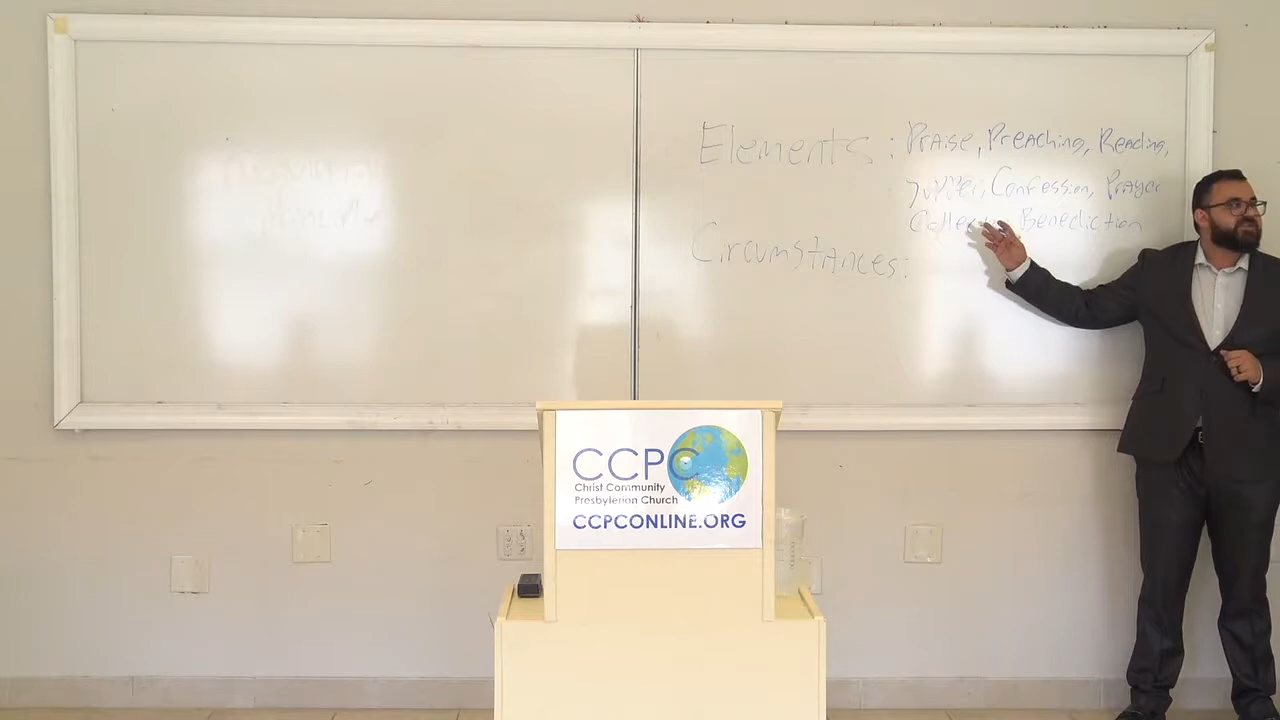 Elements: Praise, Preaching, Reading,
Supper, Confession, Prayer
Benediction
Circumstances:
CCPC
Christ Community
Presbyterian Church
CCPCONLINE.ORG